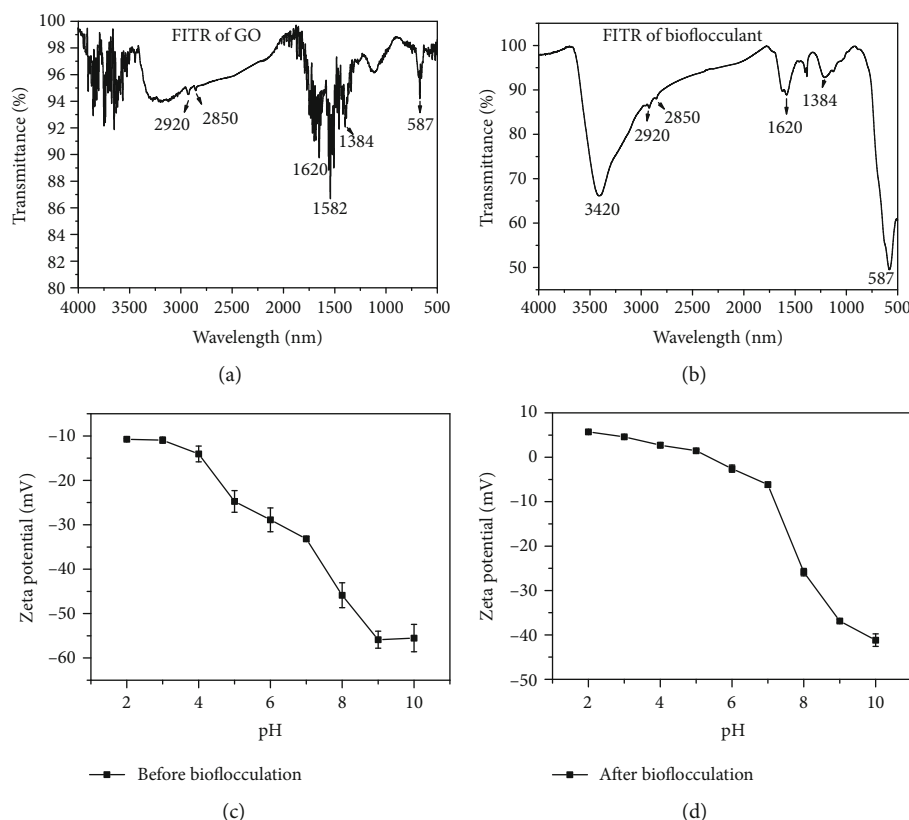 FITR of GO
Transmittance (%)
100
98
96
94
92
90
88
86
84
82
80
2920
2850
1620
1582
1384
587
4000 3500 3000 2500 2000 1500 1000 500
Wavelength (nm)
(a)
FITR of bioflocculant
Transmittance (%)
100
90
80
70
60
50
3420
2920
2850
1620
1384
587
4000 3500 3000 2500 2000 1500 1000 500
Wavelength (nm)
(b)
Zeta potential (mV)
–10
–20
–30
–40
–50
–60
2 4 6 8 10
pH
Before bioflocculation
(c)
Zeta potential (mV)
10
0
–10
–20
–30
–40
–50
2 4 6 8 10
pH
After bioflocculation
(d)